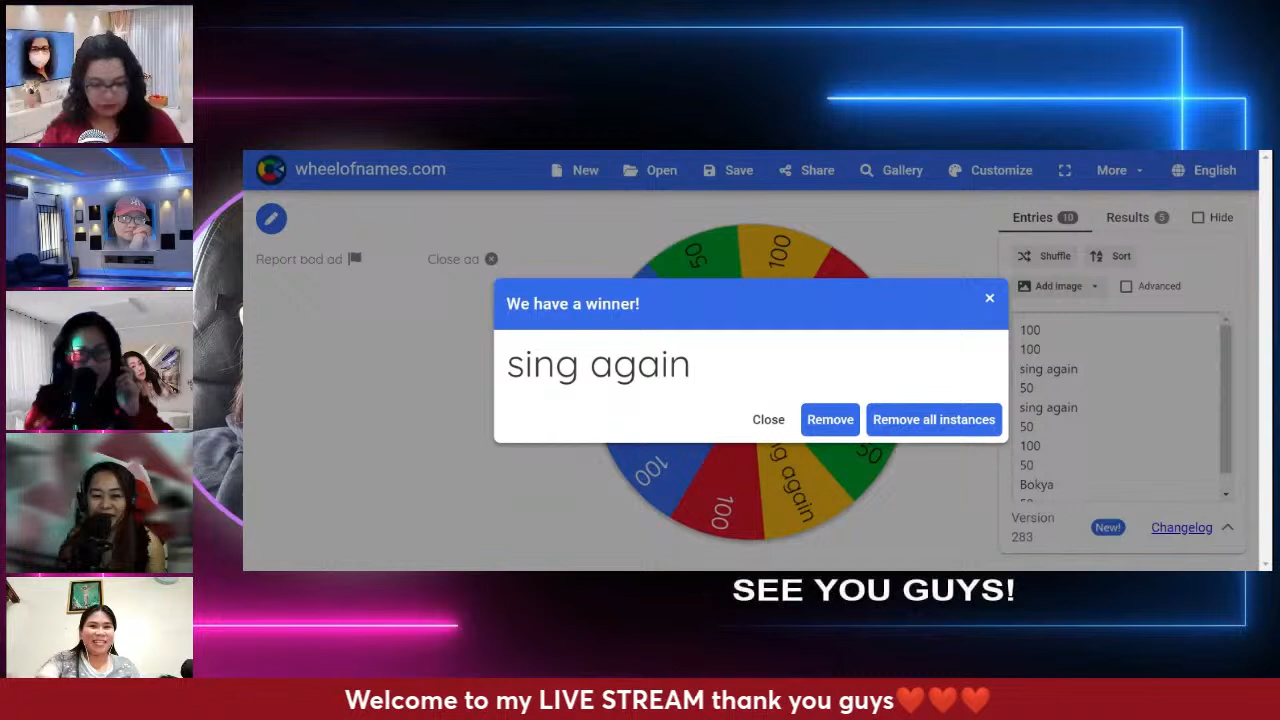 wheelofnames.com
New
Open
Save
Share
Gallery
Customize
More
English
Report bad ad
Close ad
50
100
Entries 10
Results 5
Hide
Shuffle
Sort
Add image
Advanced
We have a winner!
sing again
Close
Remove
Remove all instances
100
100
sing again
50
sing again
50
100
50
Bokya
100
100
ng again
50
Version
283
New!
Changelog
SEE YOU GUYS!
Welcome to my LIVE STREAM thank you guys❤️❤️❤️